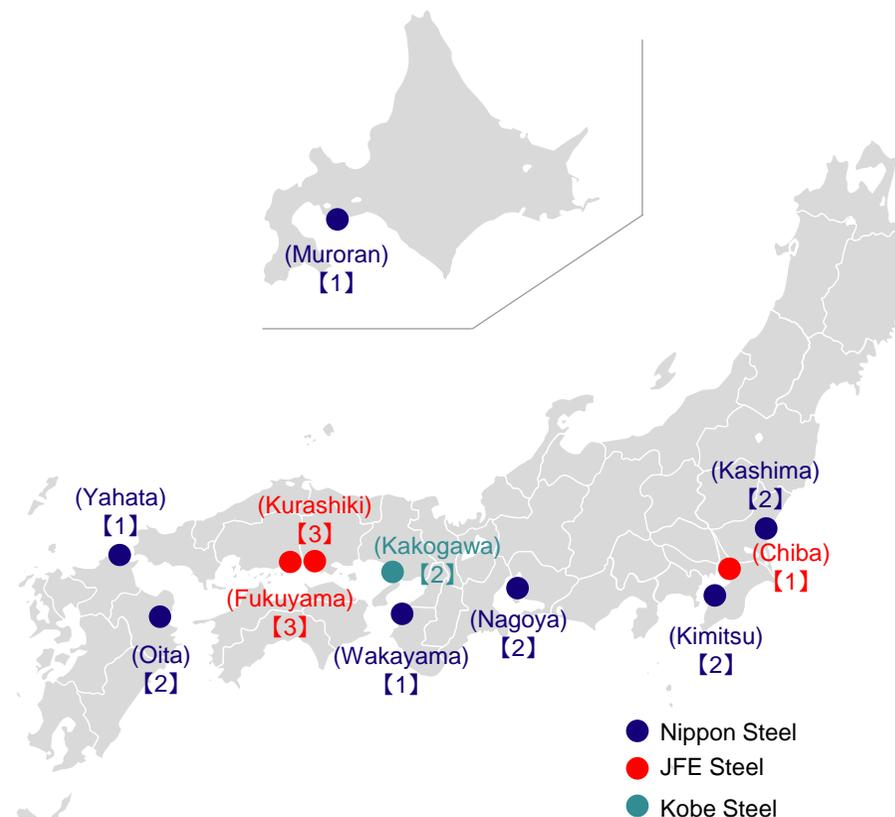 (Muroran)
【1】
(Kashima)
【2】
(Yahata)
【1】
(Kurashiki)
【3】
(Kakogawa)
【2】
(Chiba)
【1】
(Fukuyama)
【3】
(Nagoya)
【2】
(Kimitsu)
【2】
(Oita)
【2】
(Wakayama)
【1】
Nippon Steel
JFE Steel
Kobe Steel